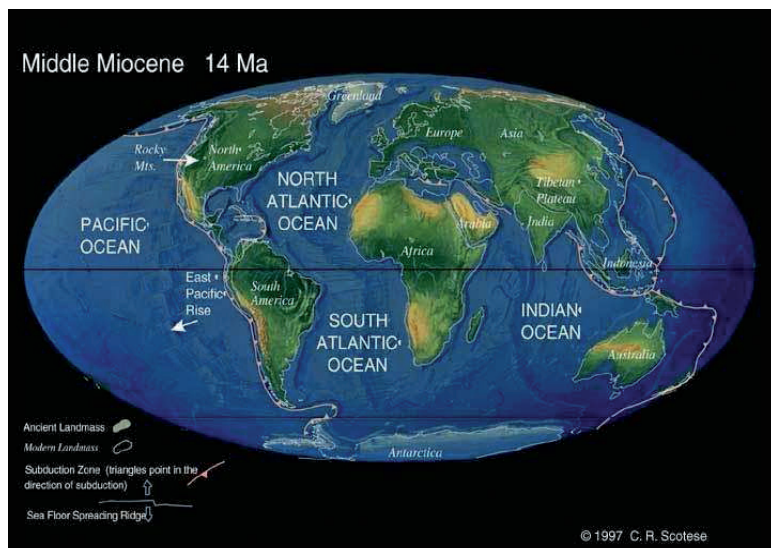 Middle Miocene 14 Ma
Greenland
Rocky
Mts.
North
America
Europe
Asia
NORTH
ATLANTIC
OCEAN
Tibetan
Plateau
PACIFIC
OCEAN
Arabia
India
Africa
Indonesia
East
Pacific
Rise
South
America
SOUTH
ATLANTIC
OCEAN
INDIAN
OCEAN
Australia
Antarctica
Ancient Landmass
Modern Landmass
Subduction Zone (triangles point in the
direction of subduction)
Sea Floor Spreading Ridge
© 1997 C. R. Scotese